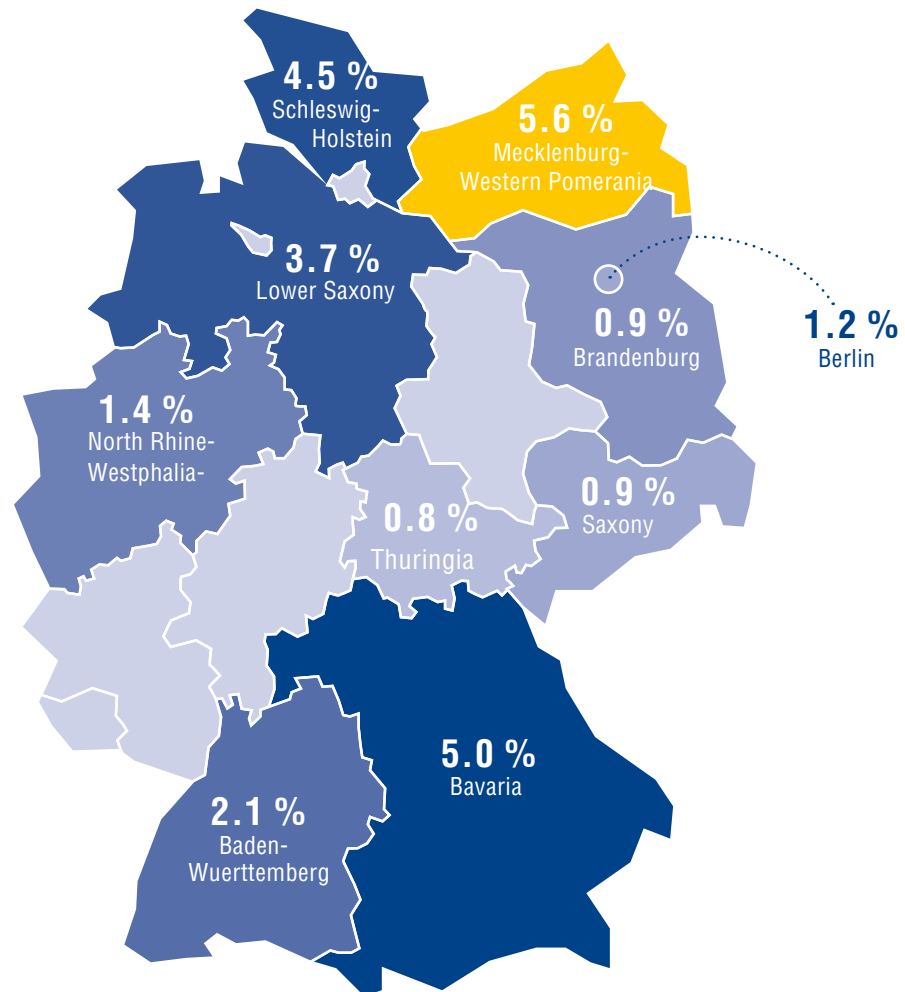 4.5 %
Schleswig-
Holstein
5.6 %
Mecklenburg-
Western Pomerania
3.7 %
Lower Saxony
0.9 %
Brandenburg
1.2 %
Berlin
1.4 %
North Rhine-
Westphalia-
0.8 %
Thuringia
0.9 %
Saxony
5.0 %
Bavaria
2.1 %
Baden-
Wuerttemberg